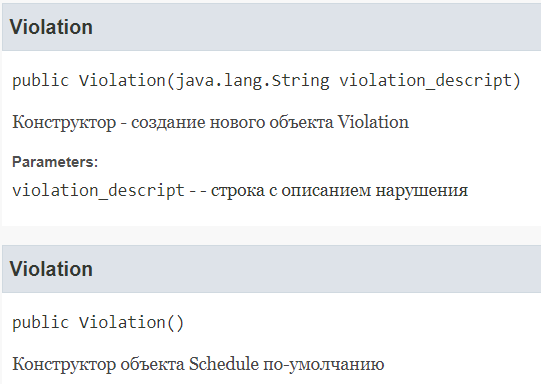 Violation
public Violation(java.lang.String violation_descript)
Конструктор - создание нового объекта Violation
Parameters:
violation_descript - - строка с описанием нарушения
Violation
public Violation()
Конструктор объекта Schedule по-умолчанию